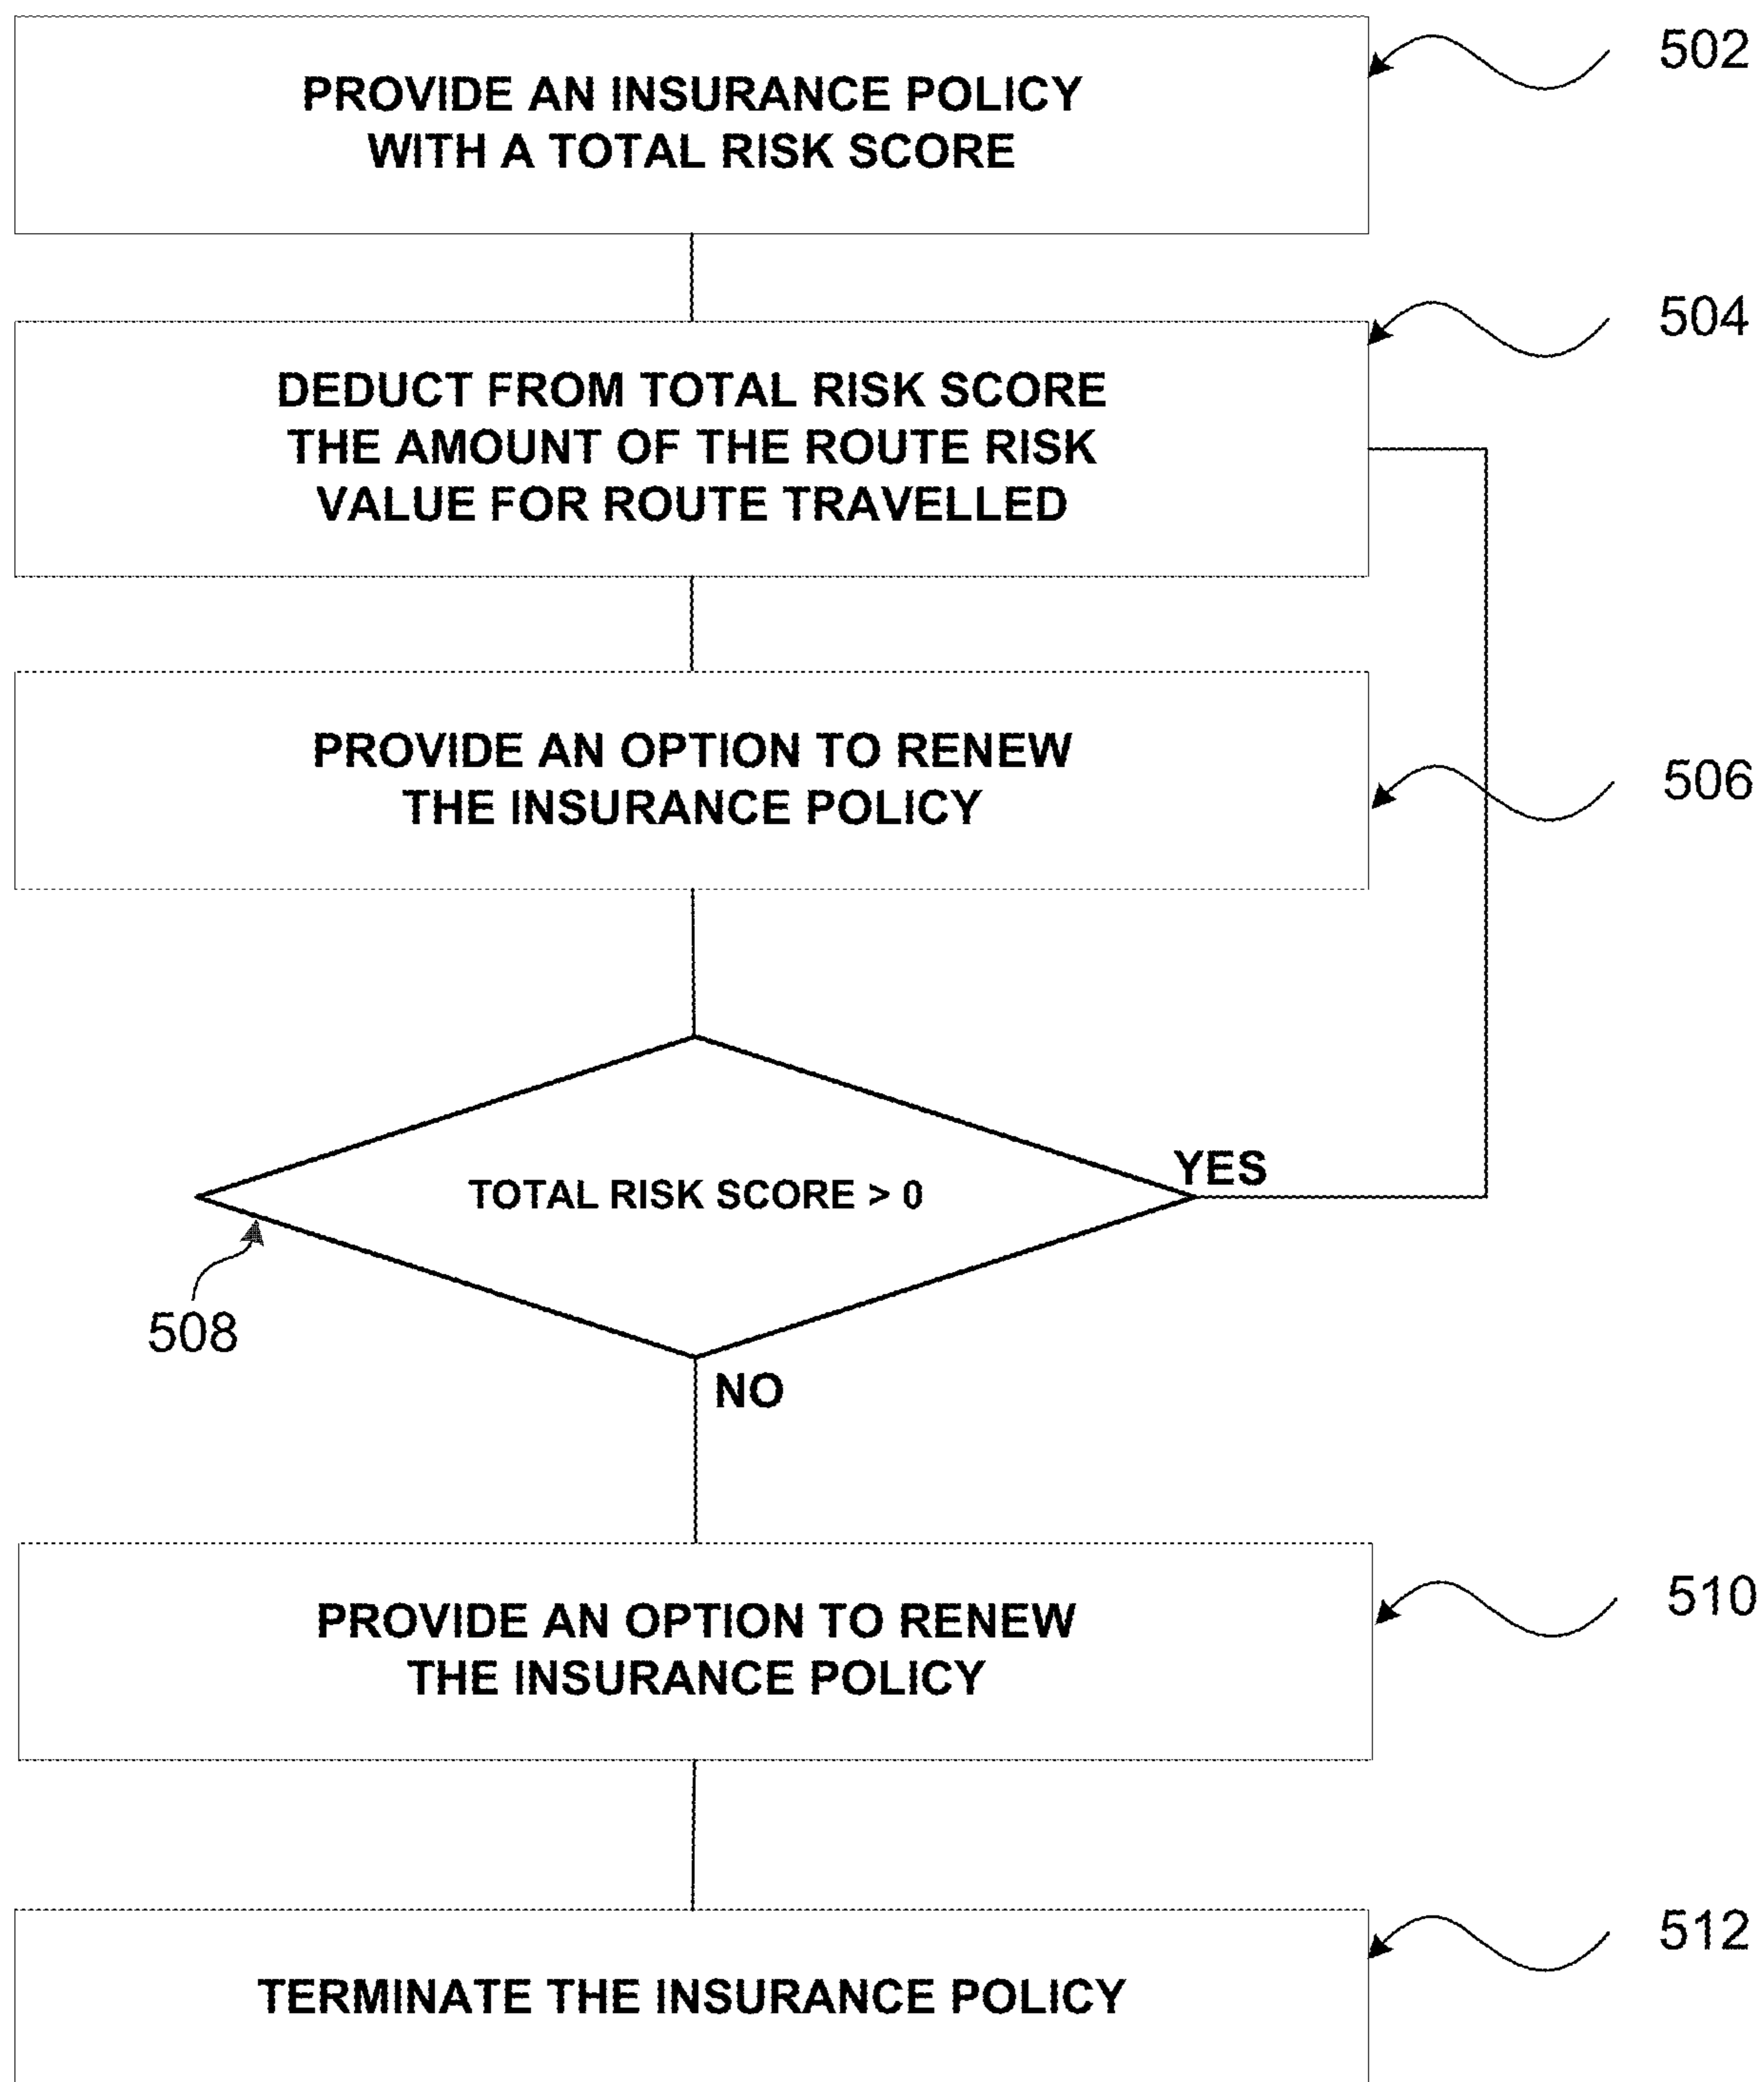 PROVIDE AN INSURANCE POLICY
WITH A TOTAL RISK SCORE
502
DEDUCT FROM TOTAL RISK SCORE
THE AMOUNT OF THE ROUTE RISK
VALUE FOR ROUTE TRAVELLED
504
PROVIDE AN OPTION TO RENEW
THE INSURANCE POLICY
506
TOTAL RISK SCORE > 0
YES
508
NO
PROVIDE AN OPTION TO RENEW
THE INSURANCE POLICY
510
TERMINATE THE INSURANCE POLICY
512